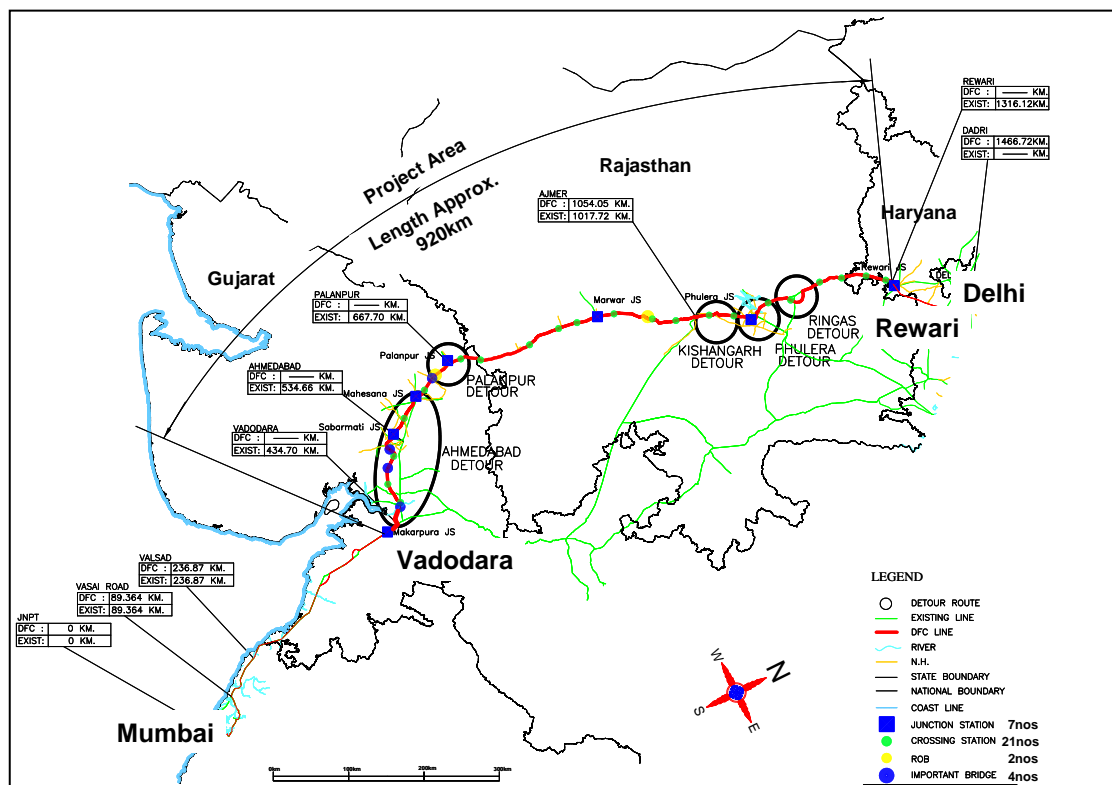 REWARI
DFC : —— KM.
EXIST: 1316.12KM.
DADRI
DFC : 1466.72KM.
EXIST: —— KM.
Project Area
Length Approx.
920km
Rajasthan
Haryana
AJMER
DFC : 1054.05 KM.
EXIST: 1017.72 KM.
Gujarat
Rewari JS
DEL
Delhi
Rewari
PALANPUR
DFC : —— KM.
EXIST: 667.70 KM.
Marwar JS
Phulera JS
RINGAS
DETOUR
PHULERA
DETOUR
KISHANGARH
DETOUR
Palanpur JS
PALANPUR
DETOUR
AHMEDABAD
DFC : —— KM.
EXIST: 534.66 KM.
Mahesana JS
Sabarmati JS
VADODARA
DFC : —— KM.
EXIST: 434.70 KM.
AHMEDABAD
DETOUR
Makarpura JS
Vadodara
VALSAD
DFC : 236.87 KM.
EXIST: 236.87 KM.
VASAI ROAD
DFC : 89.364 KM.
EXIST: 89.364 KM.
JNPT
DFC : 0 KM.
EXIST: 0 KM.
Mumbai
LEGEND
DETOUR ROUTE
EXISTING LINE
DFC LINE
RIVER
N.H.
STATE BOUNDARY
NATIONAL BOUNDARY
COAST LINE
JUNCTION STATION 7nos
CROSSING STATION 21nos
ROB 2nos
IMPORTANT BRIDGE 4nos
W
N
S
E
0km 100km 200km 300km